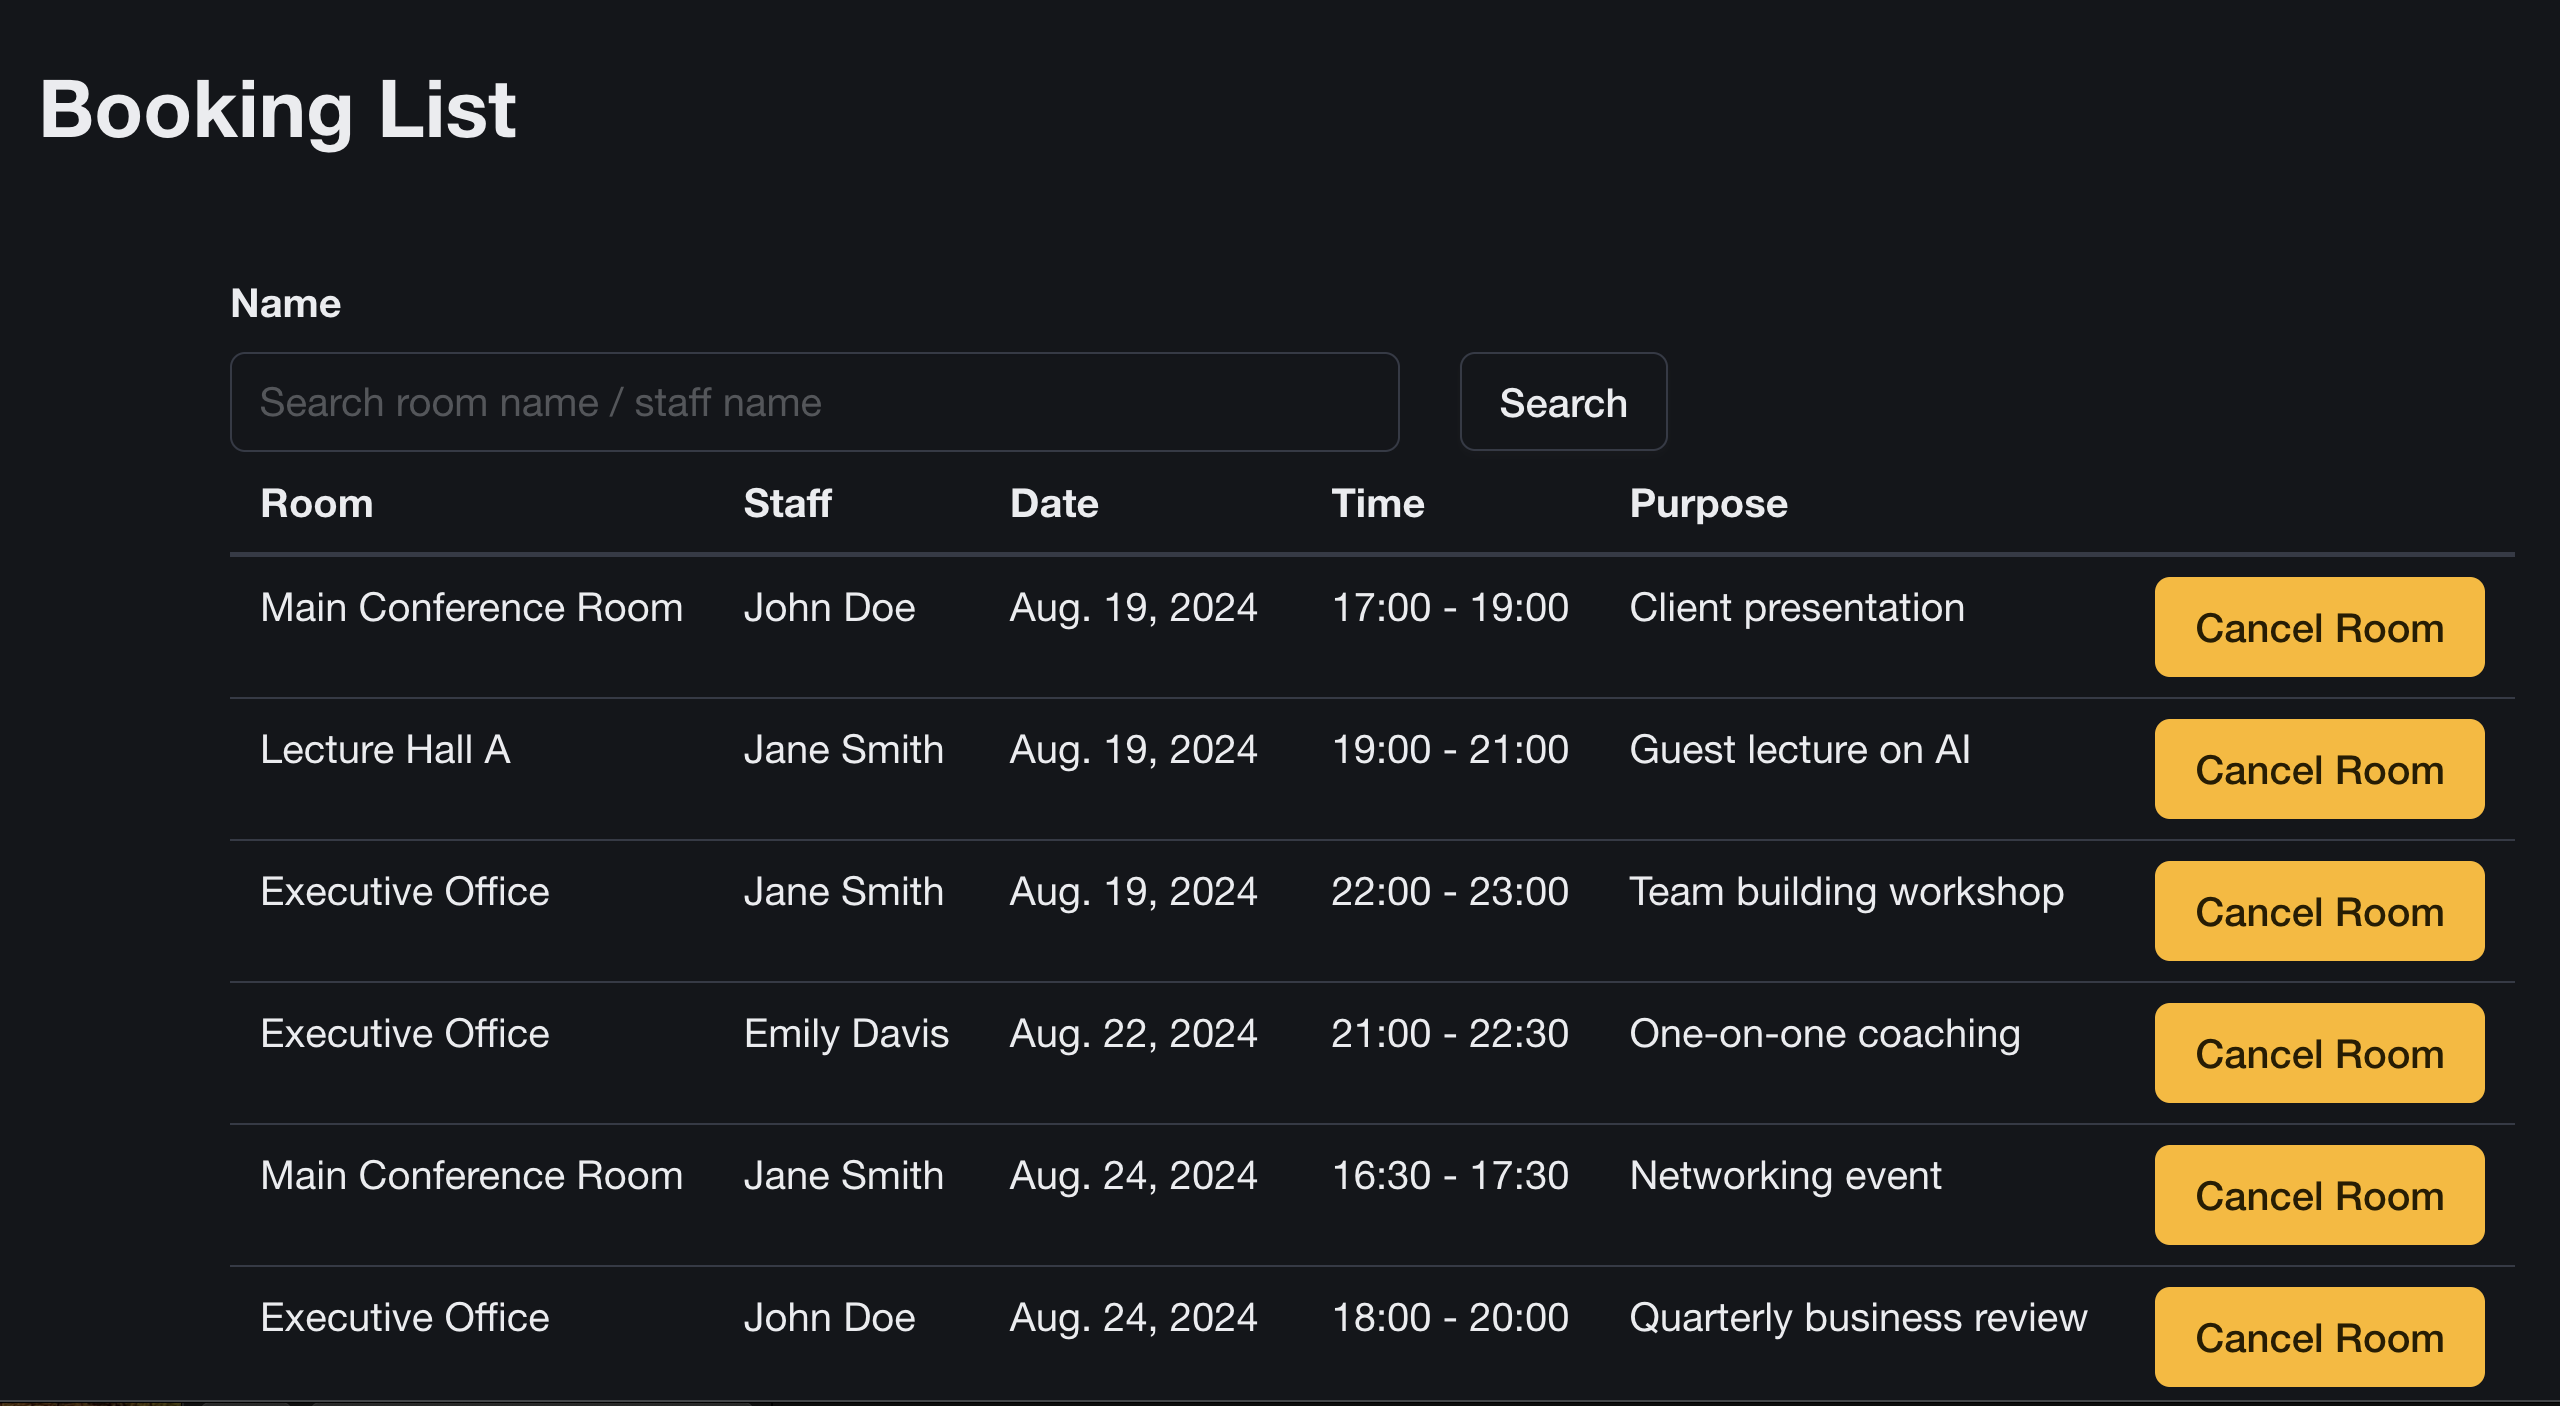 Booking List
Name
Search room name / staff name
Search
Room Staff Date Time Purpose
Main Conference Room John Doe Aug. 19, 2024 17:00 - 19:00 Client presentation Cancel Room
Lecture Hall A Jane Smith Aug. 19, 2024 19:00 - 21:00 Guest lecture on AI Cancel Room
Executive Office Jane Smith Aug. 19, 2024 22:00 - 23:00 Team building workshop Cancel Room
Executive Office Emily Davis Aug. 22, 2024 21:00 - 22:30 One-on-one coaching Cancel Room
Main Conference Room Jane Smith Aug. 24, 2024 16:30 - 17:30 Networking event Cancel Room
Executive Office John Doe Aug. 24, 2024 18:00 - 20:00 Quarterly business review Cancel Room